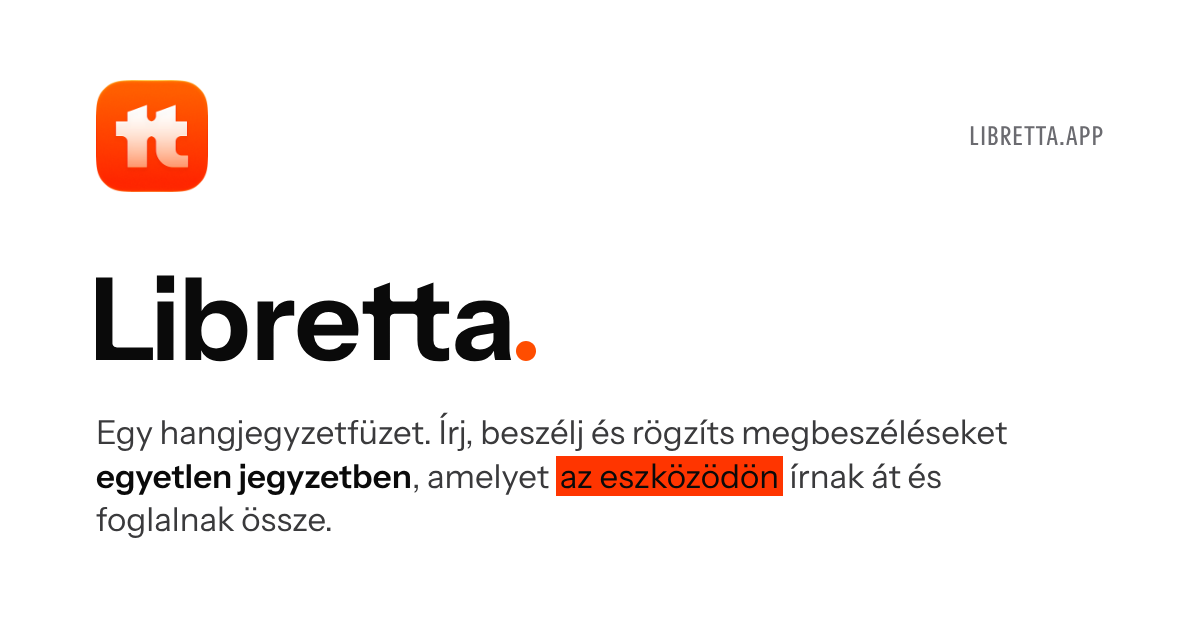 tt
LIBRETTA.APP
Libretta.
Egy hangjegyzetfüzet. Írj, beszélj és rögzíts megbeszéléseket
egyetlen jegyzetben, amelyet az eszközödön írnak át és
foglalnak össze.